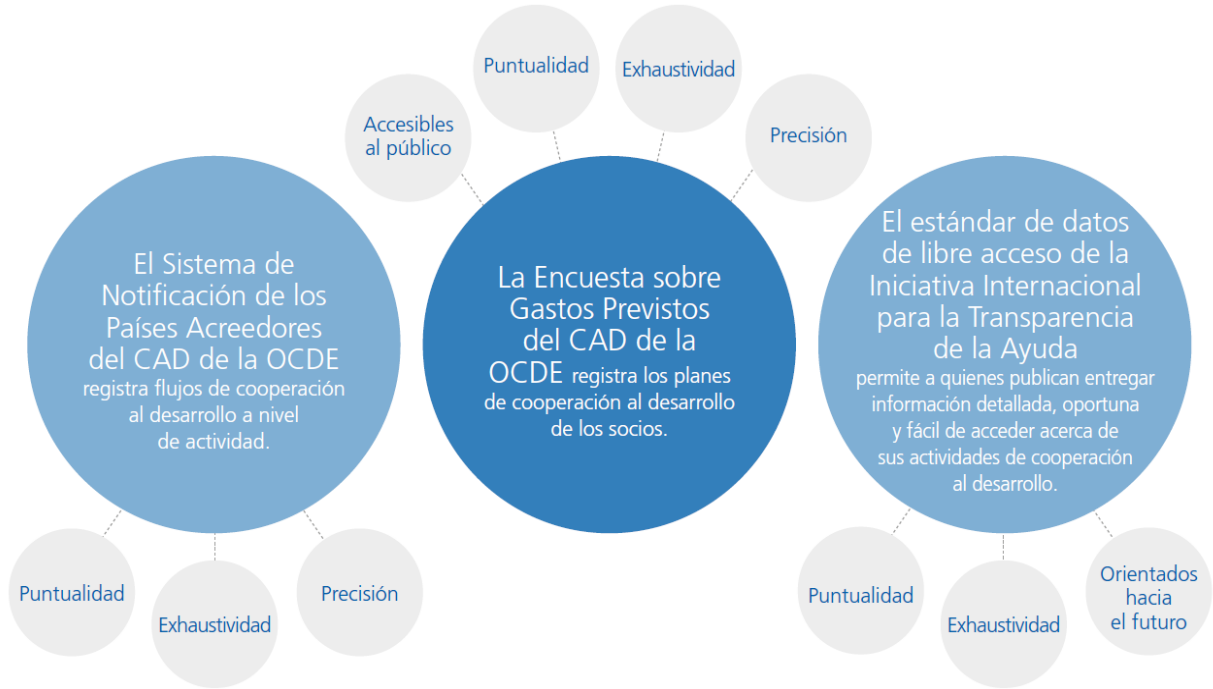 Accesibles
al público
Puntualidad
Exhaustividad
Precisión
El Sistema de
Notificación de los
Países Acreedores
del CAD de la OCDE
registra flujos de cooperación
al desarrollo a nivel
de actividad.
Puntualidad
Exhaustividad
Precisión
La Encuesta sobre
Gastos Previstos
del CAD de la
OCDE registra los planes
de cooperación al desarrollo
de los socios.
El estándar de datos
de libre acceso de la
Iniciativa Internacional
para la Transparencia
de la Ayuda
permite a quienes publican entregar
información detallada, oportuna
y fácil de acceder acerca de
sus actividades de cooperación
al desarrollo.
Puntualidad
Exhaustividad
Orientados
hacia
el futuro